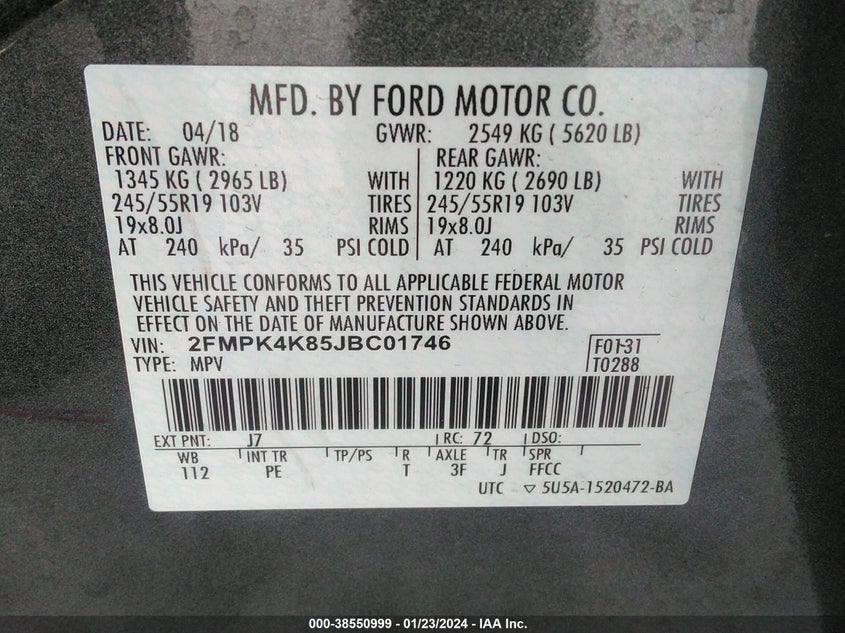 MFD. BY FORD MOTOR CO.
DATE: 04/18 GVWR: 2549 KG ( 5620 LB)
FRONT GAWR: REAR GAWR:
1345 KG ( 2965 LB) WITH 1220 KG ( 2690 LB) WITH
245/55R19 103V TIRES 245/55R19 103V TIRES
19x8.0J RIMS 19x8.0J RIMS
AT 240 kPa/ 35 PSI COLD AT 240 kPa/ 35 PSI COLD
THIS VEHICLE CONFORMS TO ALL APPLICABLE FEDERAL MOTOR
VEHICLE SAFETY AND THEFT PREVENTION STANDARDS IN
EFFECT ON THE DATE OF MANUFACTURE SHOWN ABOVE.
VIN: 2FMPK4K85JBC01746 F0131
TYPE: MPV T0288
EXT PNT: J7 RC: 72 DSO:
WB INT TR TP/PS R AXLE TR SPR
112 PE T 3F J FFCC
UTC ▽ 5U5A-1520472-BA
000-38550999 — 01/23/2024 — IAA Inc.